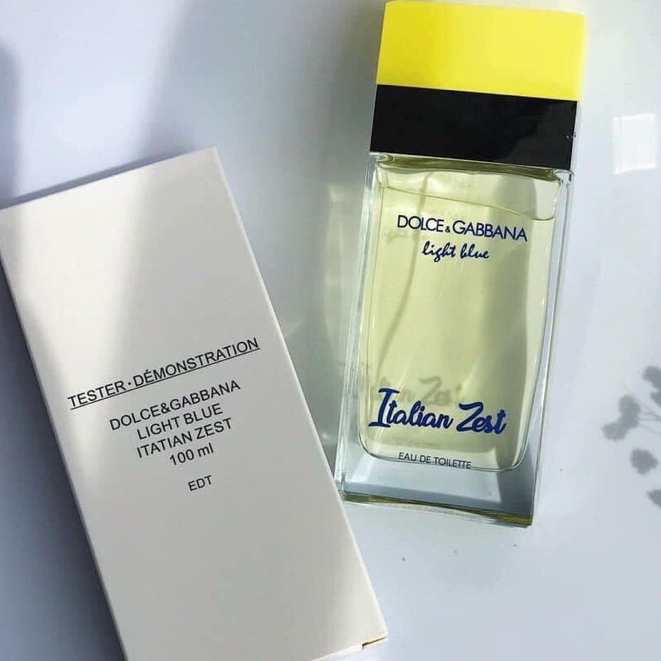 TESTER·DÉMONSTRATION
DOLCE&GABBANA
LIGHT BLUE
ITATIAN ZEST
100 ml
EDT
DOLCE&GABBANA
light blue
Italian Zest
EAU DE TOILETTE